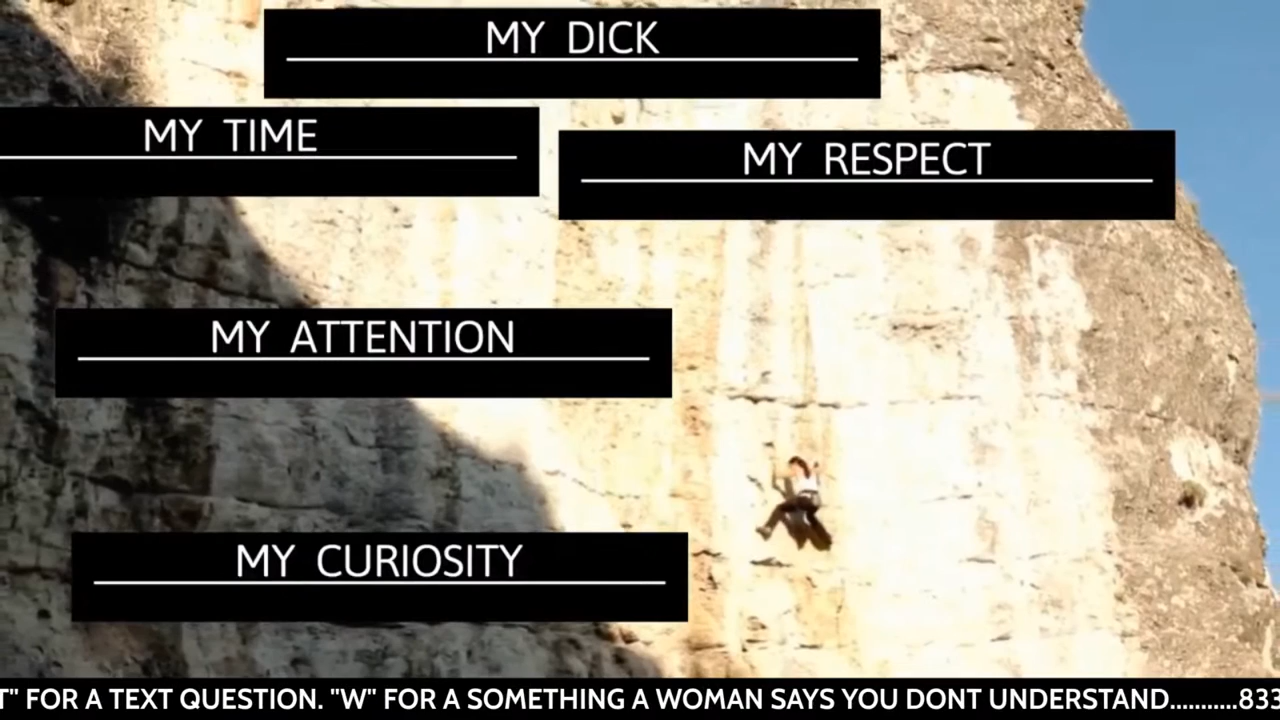 MY DICK
MY TIME
MY RESPECT
MY ATTENTION
MY CURIOSITY
T" FOR A TEXT QUESTION. "W" FOR A SOMETHING A WOMAN SAYS YOU DONT UNDERSTAND...........833